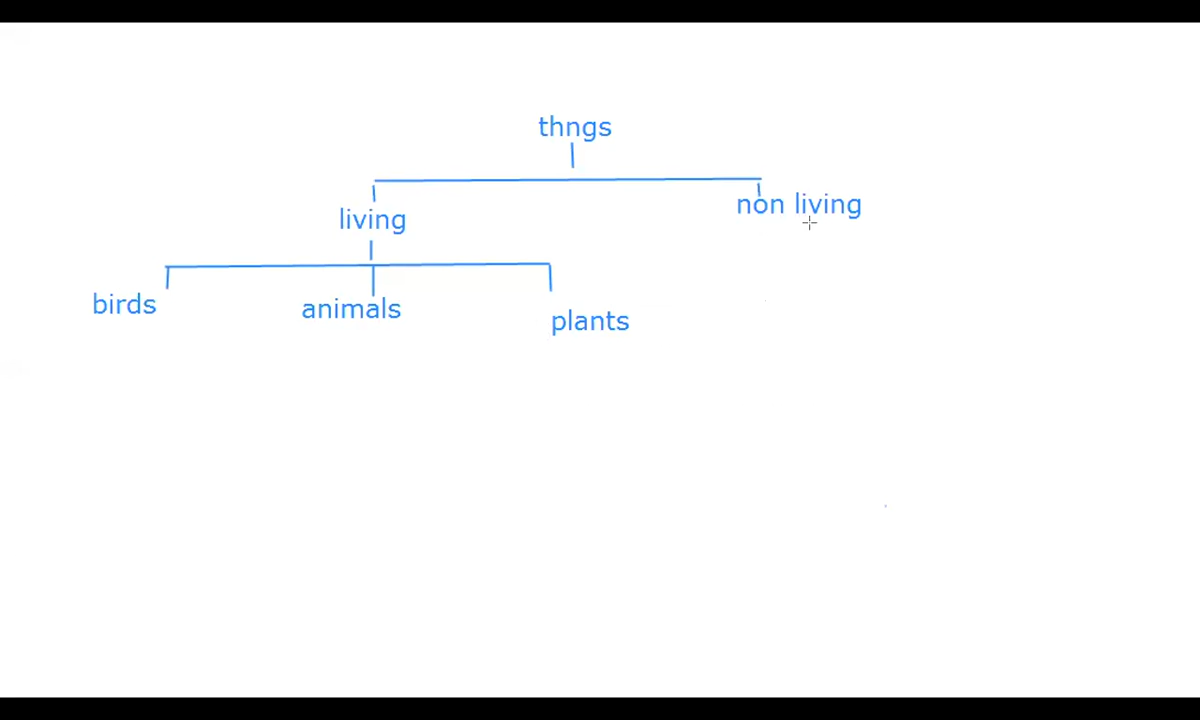 thngs
living
non living
birds
animals
plants